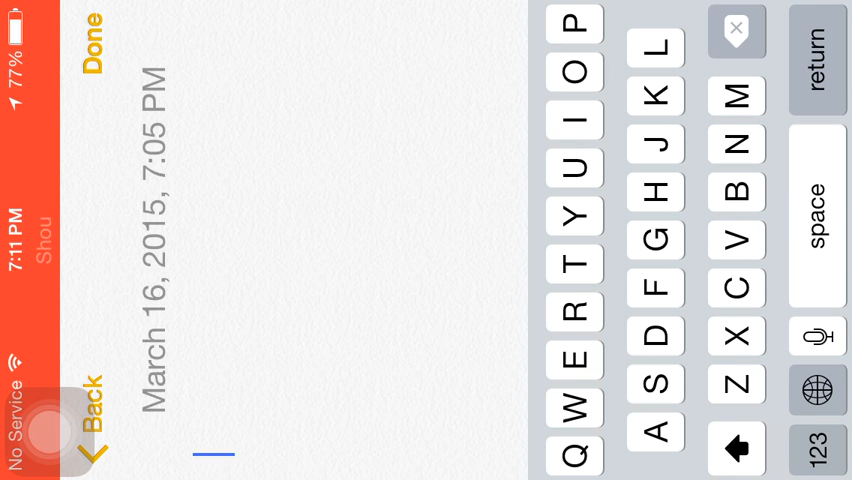 No Service 7:11 PM 77%
Shou
Back Done
March 16, 2015, 7:05 PM
Q W E R T Y U I O P
A S D F G H J K L
Z X C V B N M
123 space return